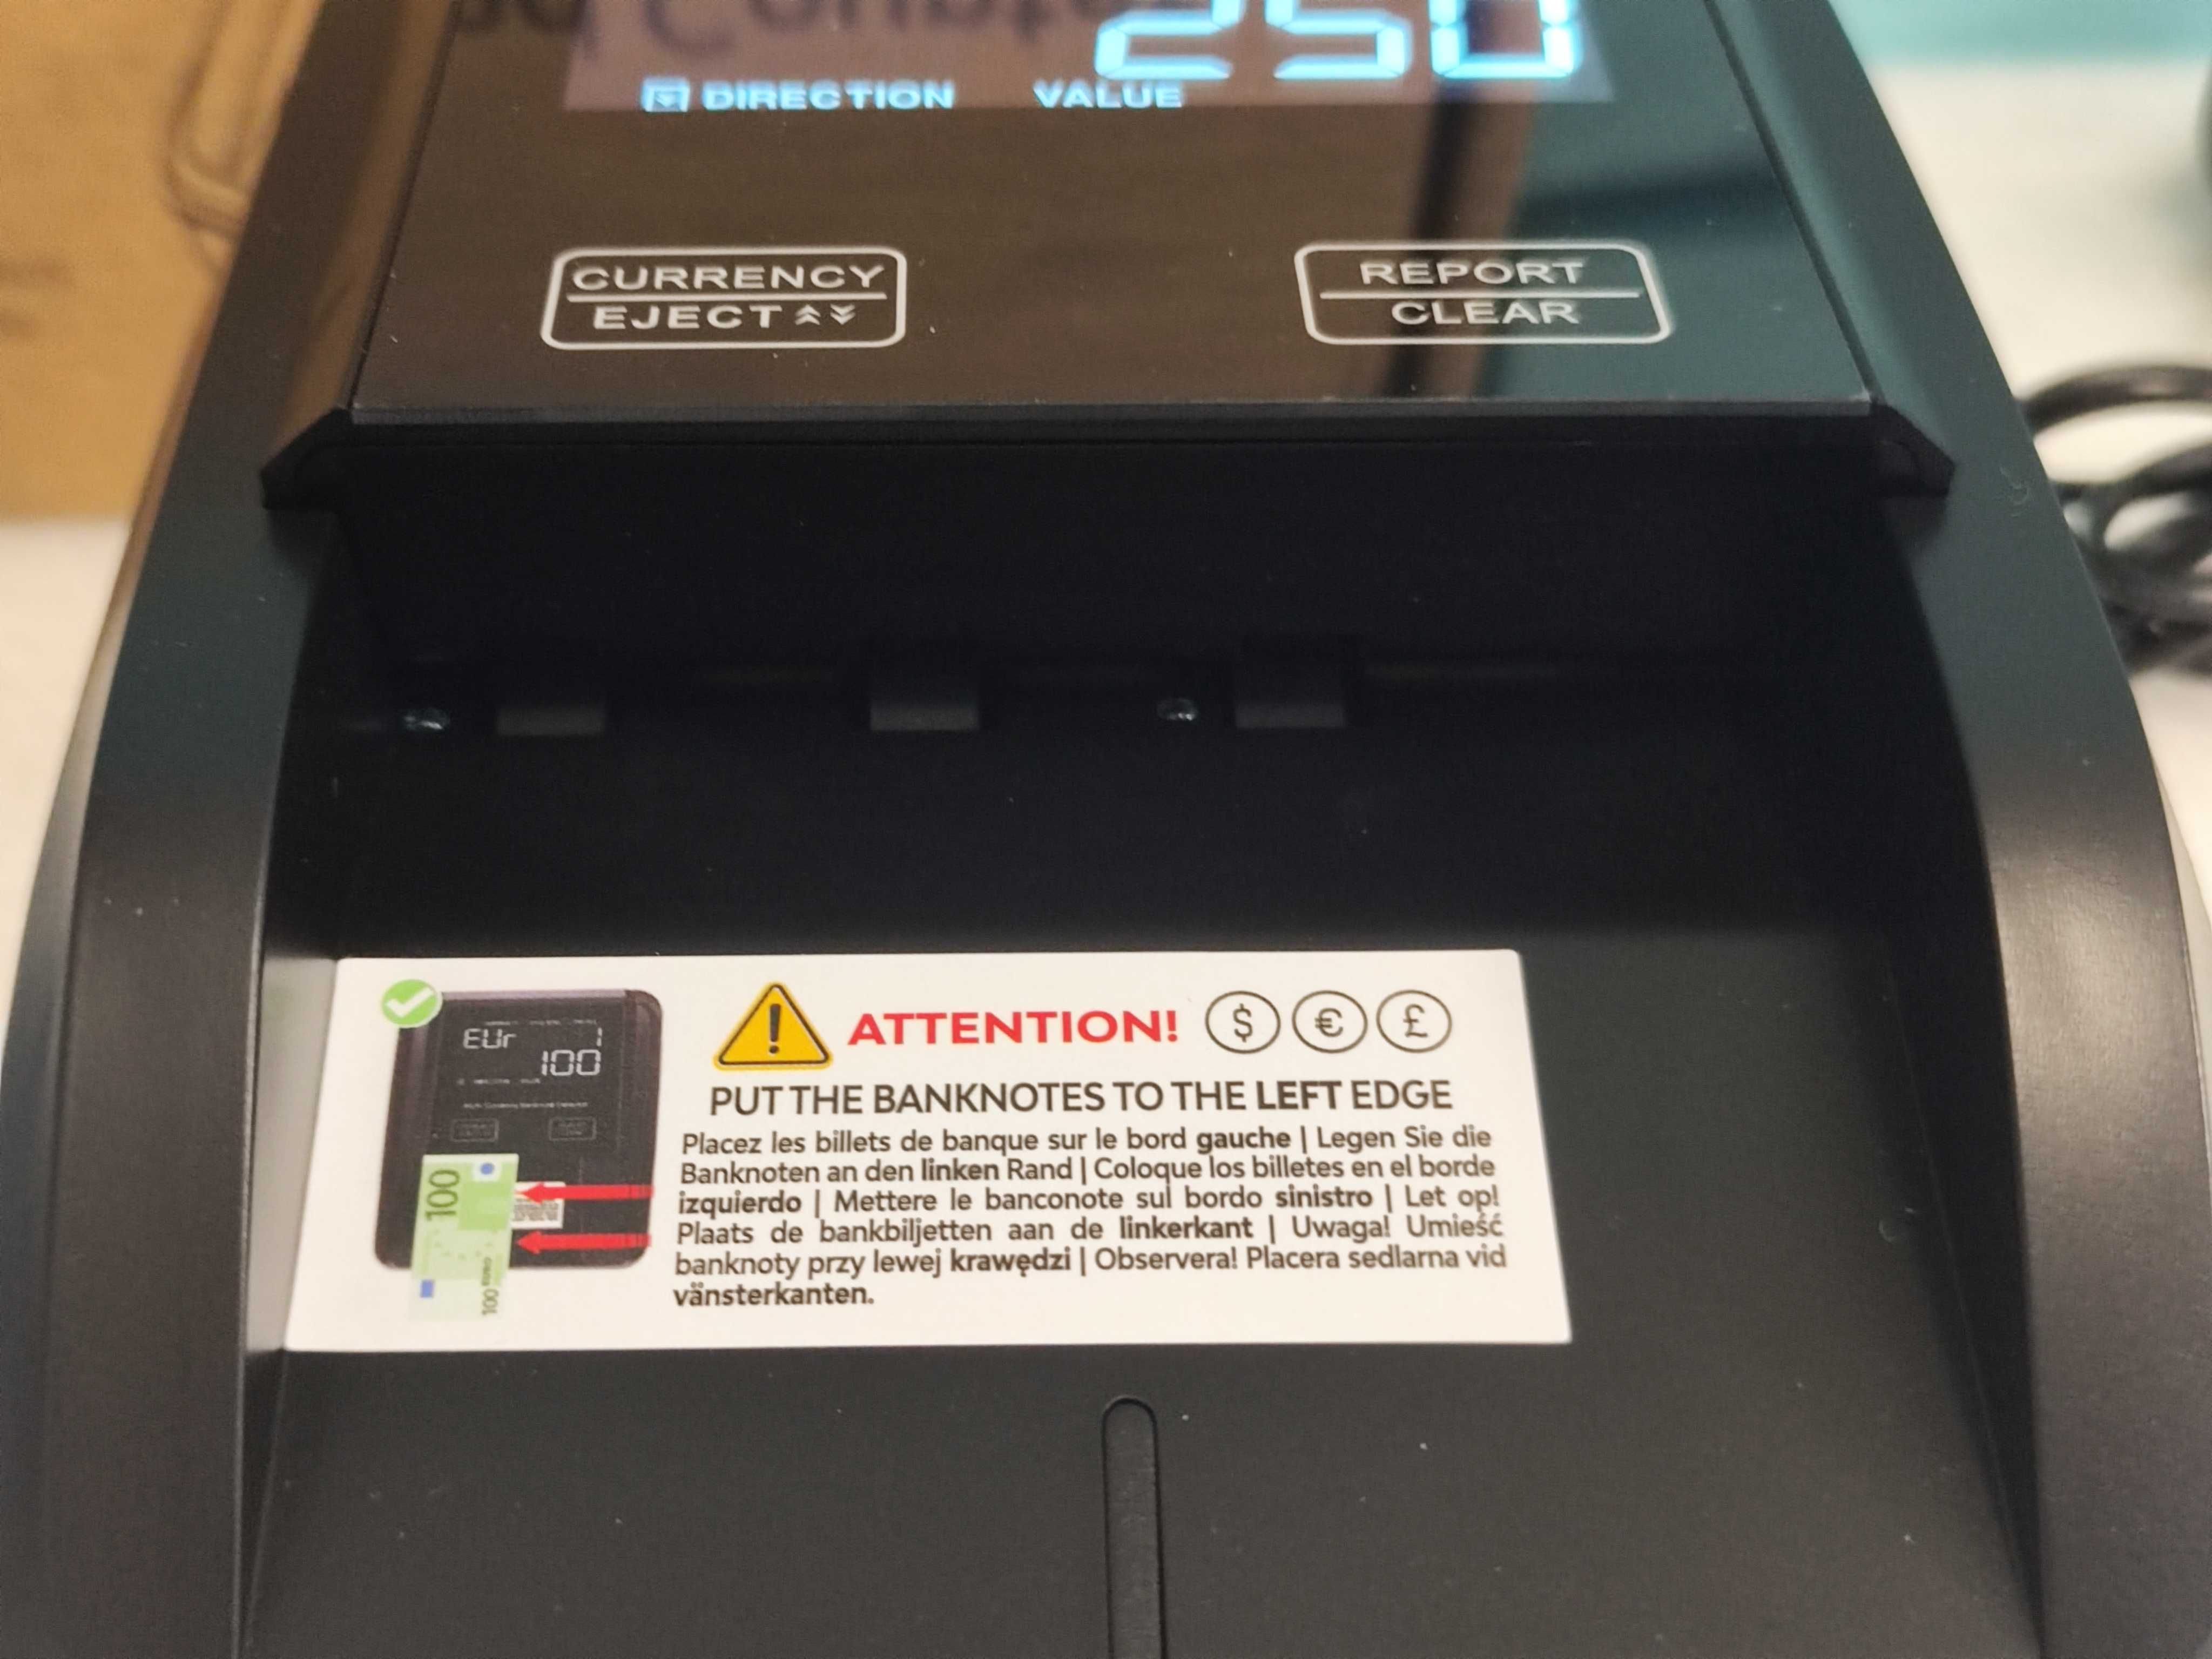 250
DIRECTION VALUE
CURRENCY
EJECT
REPORT
CLEAR
EUr 1
100
100
100
ATTENTION! $ € £
PUT THE BANKNOTES TO THE LEFT EDGE
Placez les billets de banque sur le bord gauche | Legen Sie die
Banknoten an den linken Rand | Coloque los billetes en el borde
izquierdo | Mettere le banconote sul bordo sinistro | Let op!
Plaats de bankbiljetten aan de linkerkant | Uwaga! Umieść
banknoty przy lewej krawędzi | Observera! Placera sedlarna vid
vänsterkanten.